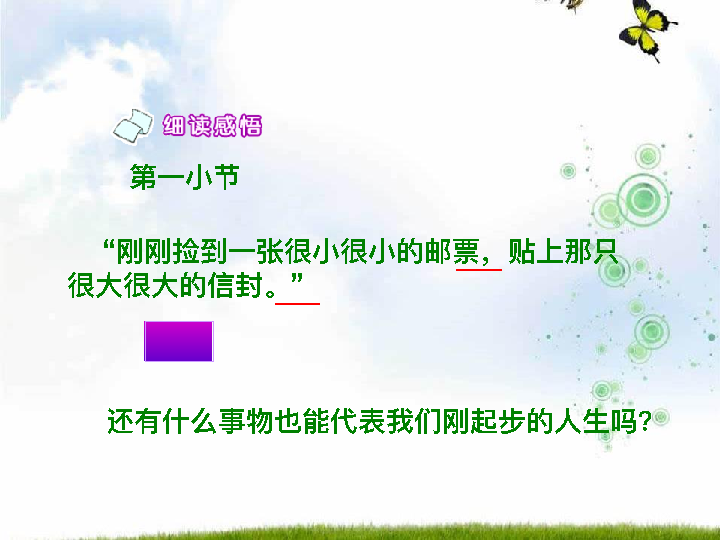 细读感悟
第一小节
“刚刚捡到一张很小很小的邮票，贴上那只
很大很大的信封。”
还有什么事物也能代表我们刚起步的人生吗?